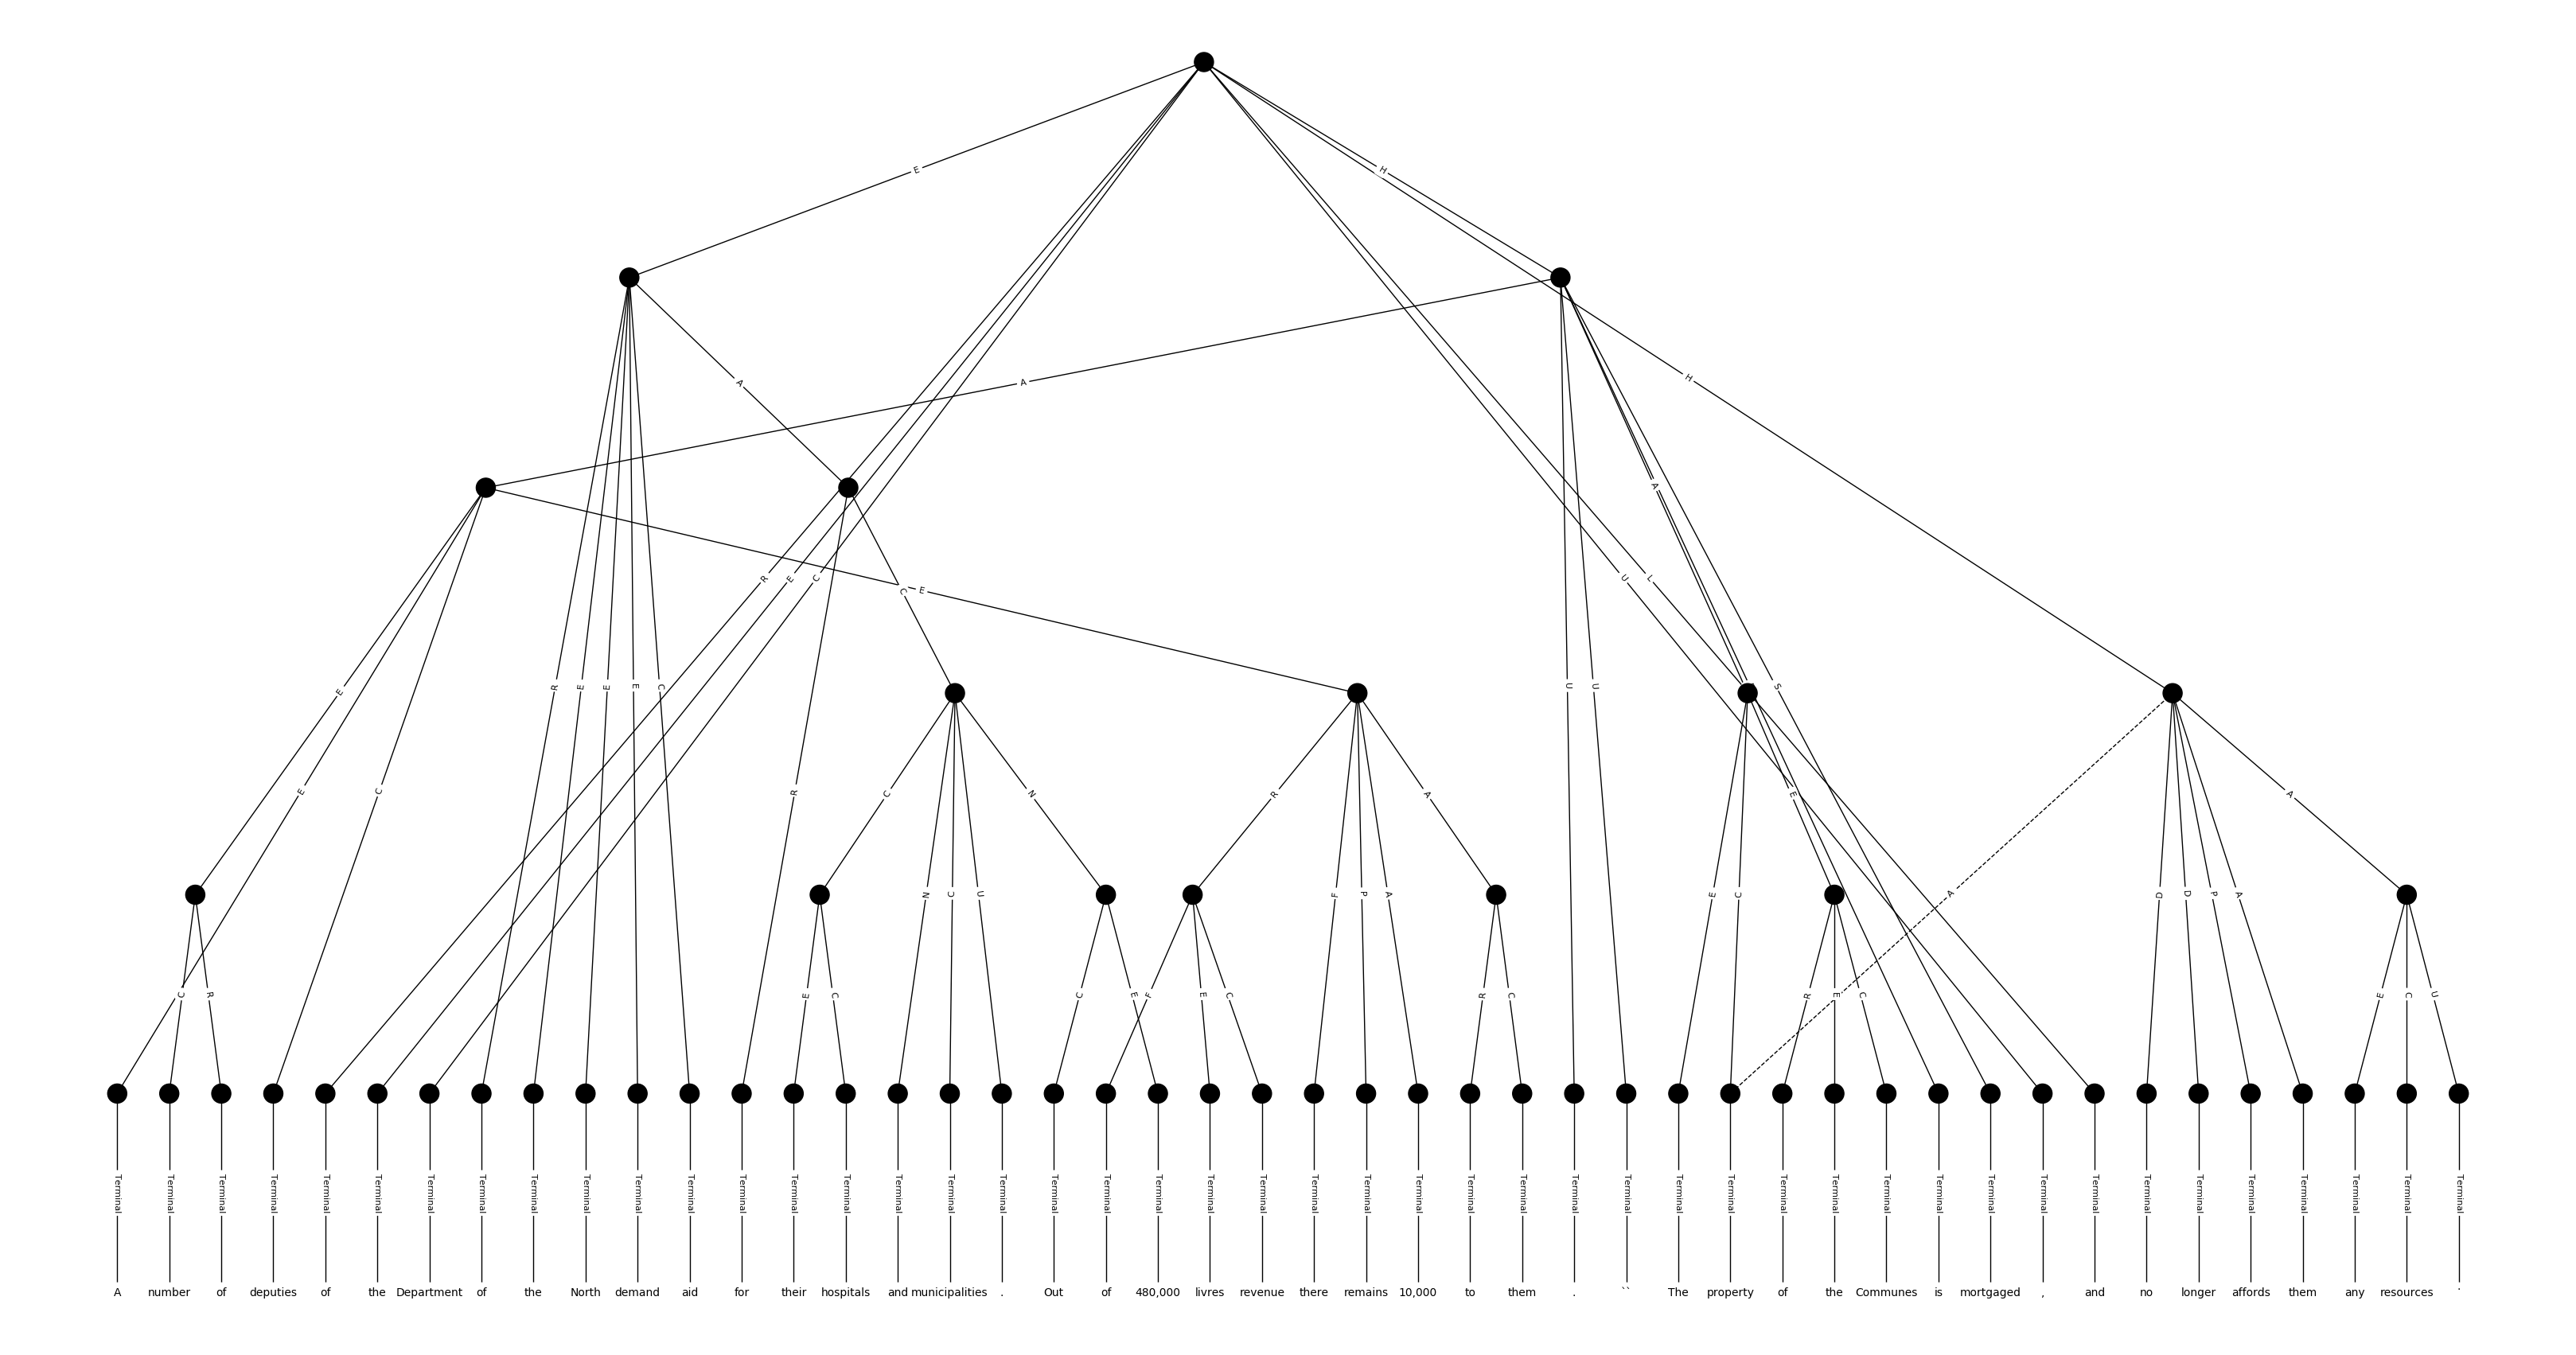 E H
A A H
R E C E C U L A
E E C R E E E C R U U S
C N R A E A
E C N C U F P A E C A D D P A
C R E C C E F E C R C R E C E C U
Terminal Terminal Terminal Terminal Terminal Terminal Terminal Terminal Terminal Terminal Terminal Terminal Terminal Terminal Terminal Terminal Terminal Terminal Terminal Terminal Terminal Terminal Terminal Terminal Terminal Terminal Terminal Terminal Terminal Terminal Terminal Terminal Terminal Terminal Terminal Terminal Terminal Terminal Terminal Terminal Terminal Terminal Terminal Terminal Terminal Terminal
A number of deputies of the Department of the North demand aid for their hospitals and municipalities . Out of 480,000 livres revenue there remains 10,000 to them . `` The property of the Communes is mortgaged , and no longer affords them any resources .